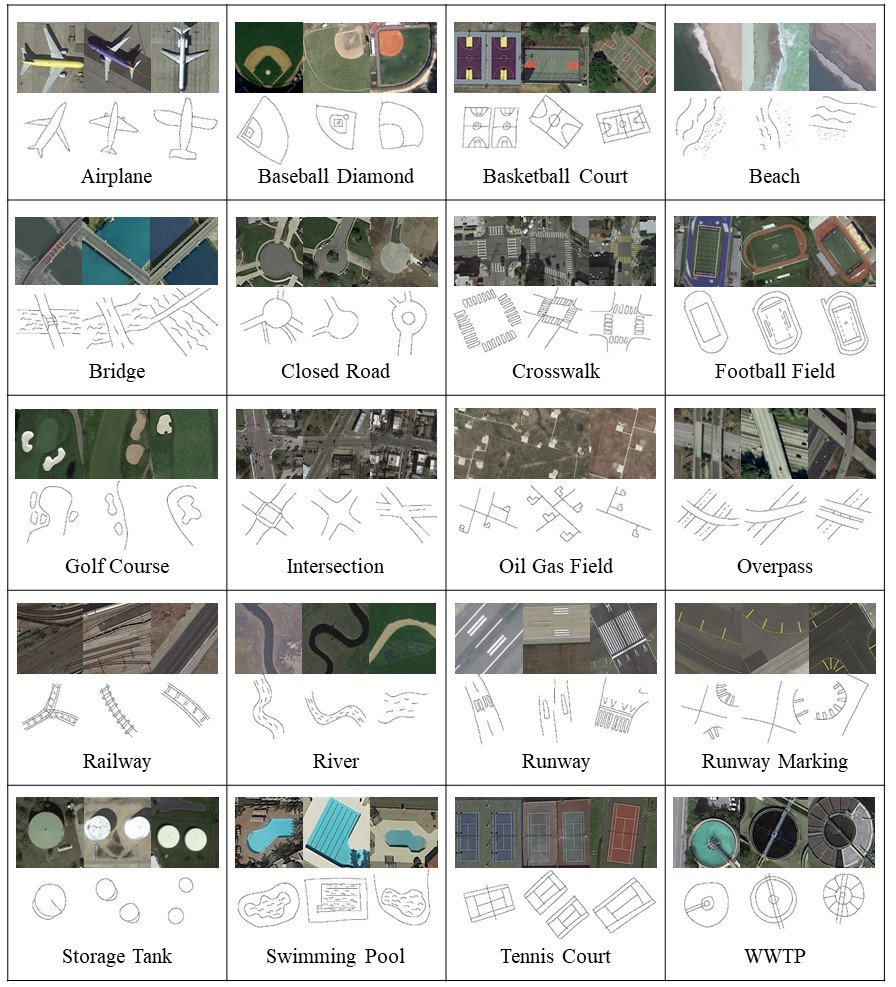 Airplane
Baseball Diamond
Basketball Court
Beach
Bridge
Closed Road
Crosswalk
Football Field
Golf Course
Intersection
Oil Gas Field
Overpass
Railway
River
Runway
Runway Marking
Storage Tank
Swimming Pool
Tennis Court
WWTP